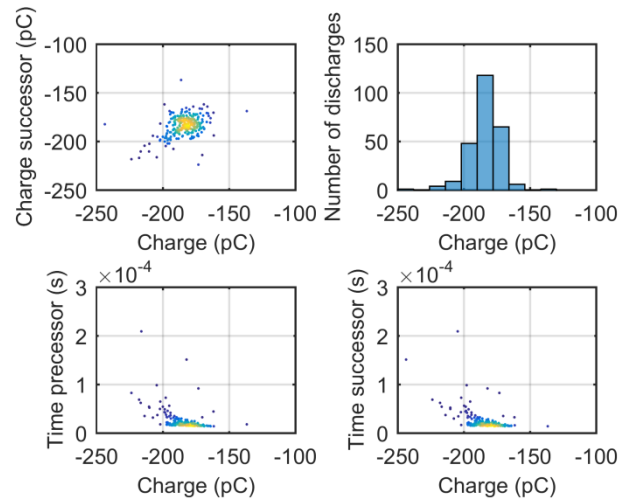 -100
-150
-200
-250
-250 -200 -150 -100
Charge successor (pC)
Charge (pC)
150
100
50
0
-250 -200 -150 -100
Number of discharges
Charge (pC)
×10-4
3
2
1
0
-250 -200 -150 -100
Time precessor (s)
Charge (pC)
×10-4
3
2
1
0
-250 -200 -150 -100
Time successor (s)
Charge (pC)